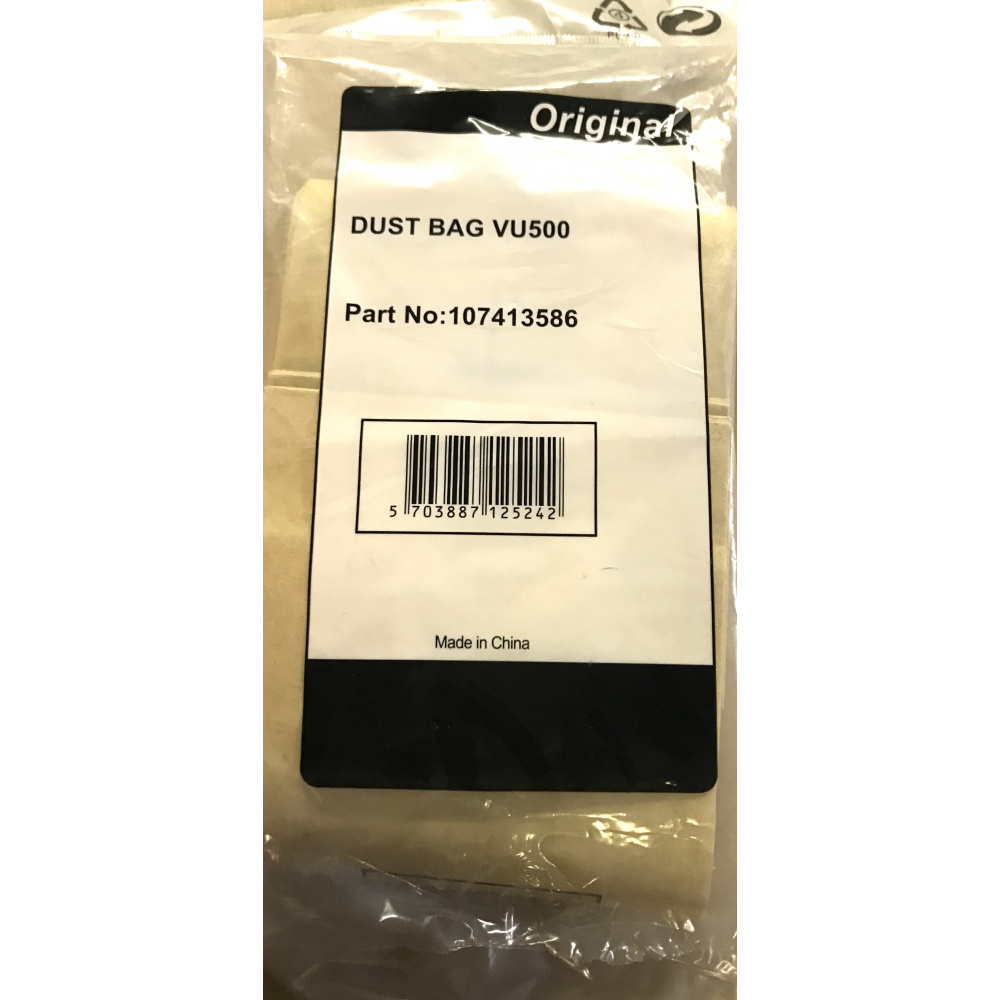 Original
DUST BAG VU500
Part No:107413586
5 703887 125242
Made in China